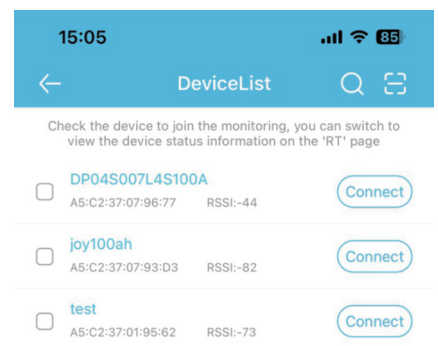 15:05
85
DeviceList
Check the device to join the monitoring, you can switch to
view the device status information on the 'RT' page
DP04S007L4S100A
A5:C2:37:07:96:77 RSSI:-44
Connect
joy100ah
A5:C2:37:07:93:D3 RSSI:-82
Connect
test
A5:C2:37:01:95:62 RSSI:-73
Connect